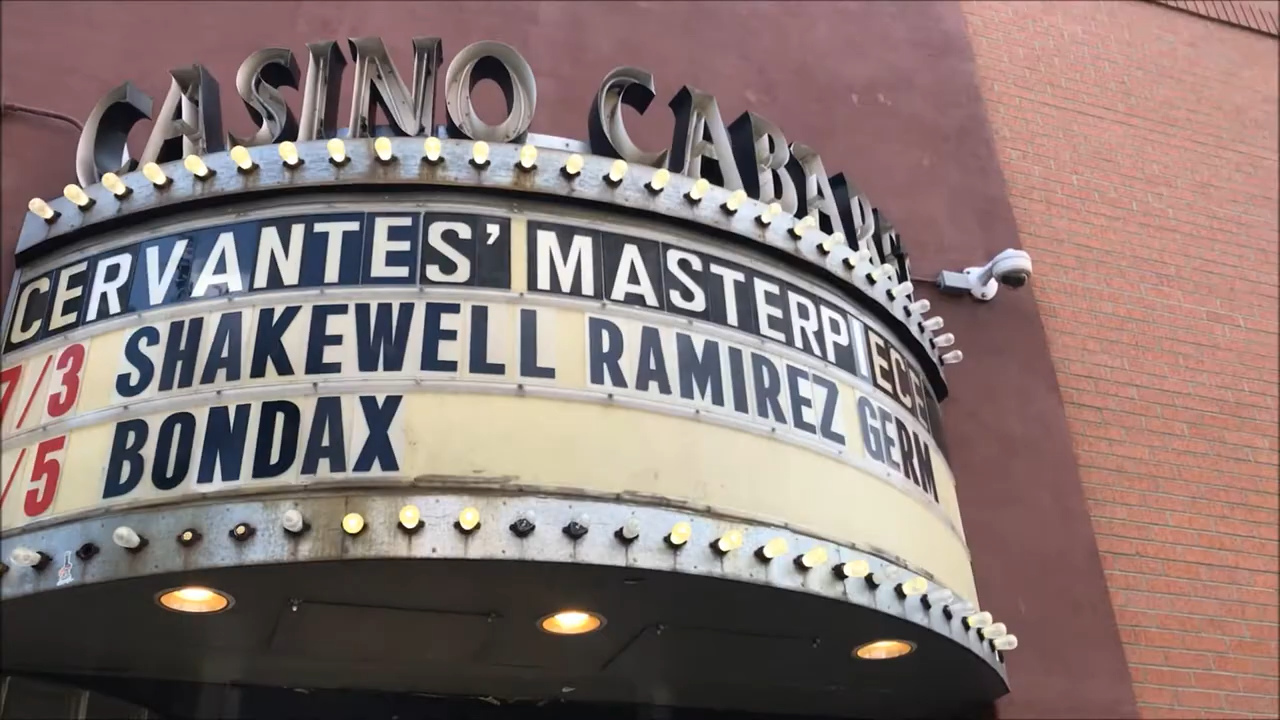 CASINO CABARET
CERVANTES' MASTERPIECE
7/3 SHAKEWELL RAMIREZ GERM
/5 BONDAX